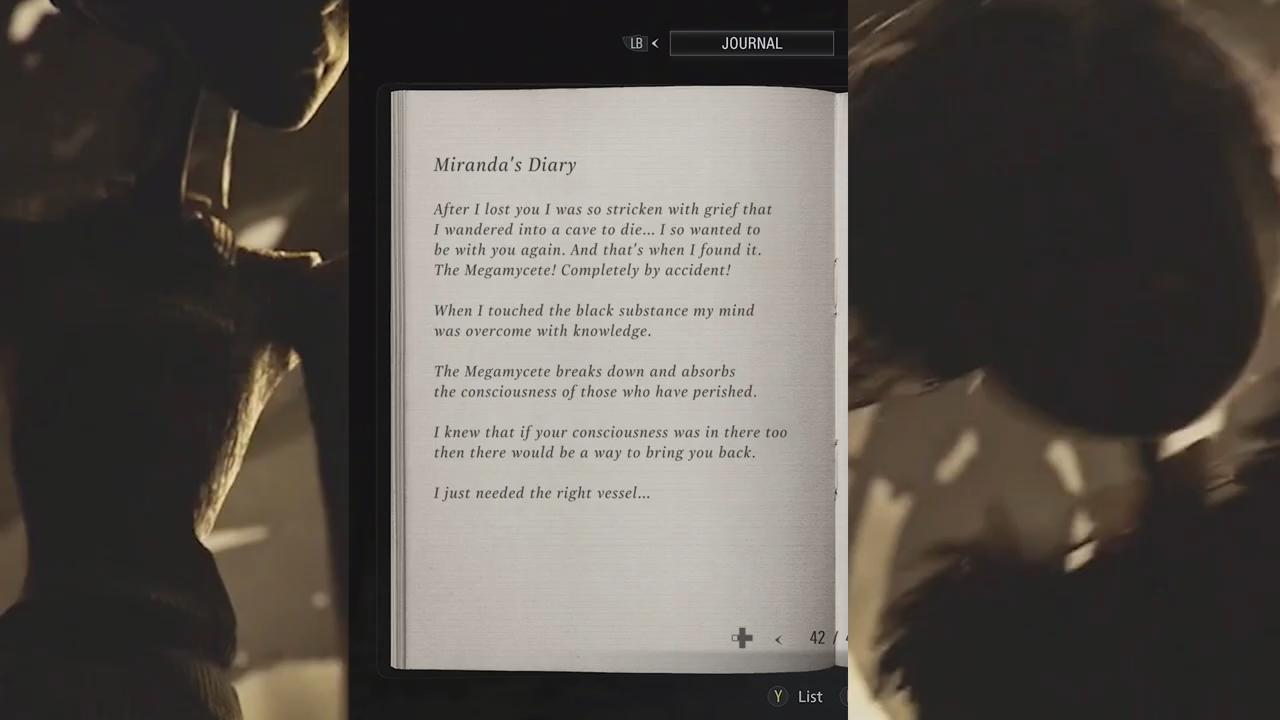 LB
JOURNAL
Miranda's Diary
After I lost you I was so stricken with grief that
I wandered into a cave to die... I so wanted to
be with you again. And that's when I found it.
The Megamycete! Completely by accident!
When I touched the black substance my mind
was overcome with knowledge.
The Megamycete breaks down and absorbs
the consciousness of those who have perished.
I knew that if your consciousness was in there too
then there would be a way to bring you back.
I just needed the right vessel...
42 /
Y List